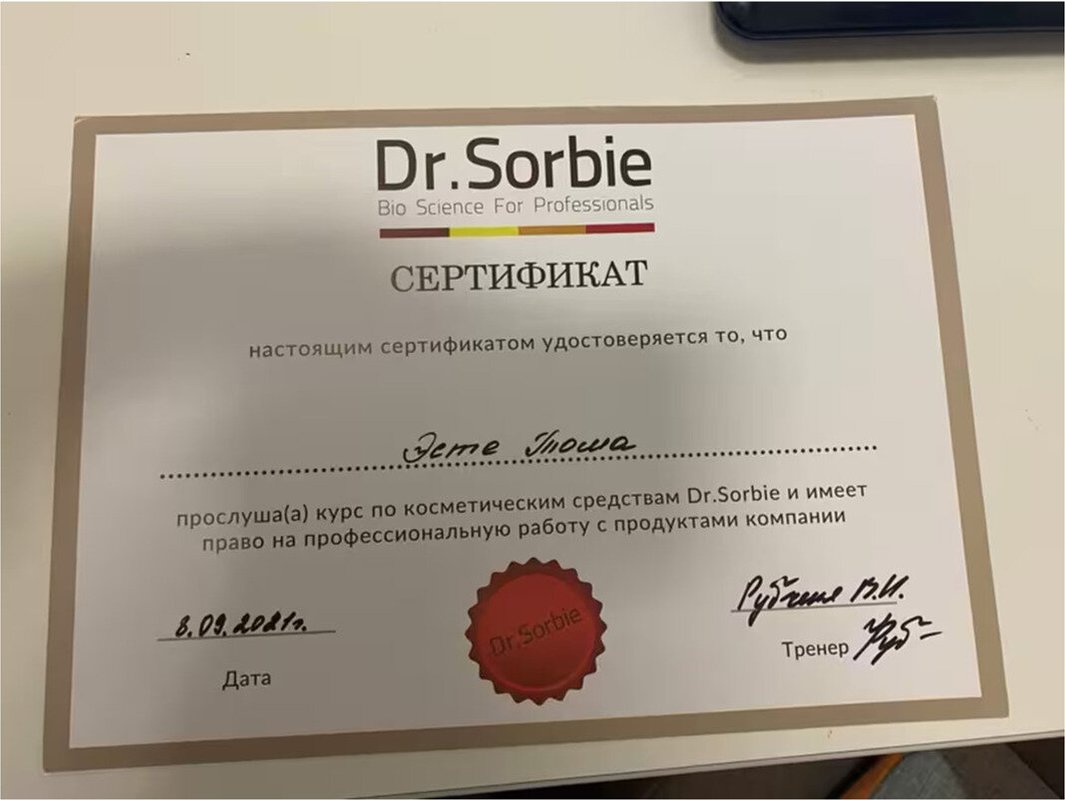 Dr.Sorbie
Bio Science For Professionals
СЕРТИФИКАТ
настоящим сертификатом удостоверяется то, что
Эсте Тоша
прослуша(а) курс по косметическим средствам Dr.Sorbie и имеет
право на профессиональную работу с продуктами компании
8.09.2021г.
Дата
Dr.Sorbie
В.И.
Тренер